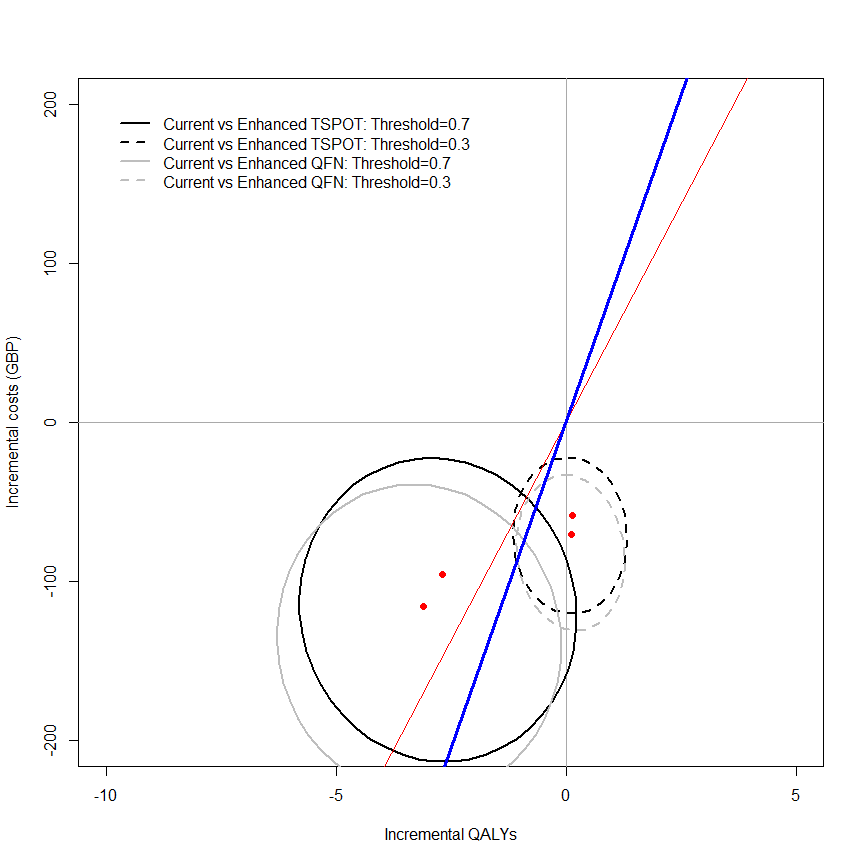 Current vs Enhanced TSPOT: Threshold=0.7
Current vs Enhanced TSPOT: Threshold=0.3
Current vs Enhanced QFN: Threshold=0.7
Current vs Enhanced QFN: Threshold=0.3
Incremental costs (GBP)
200
100
0
-100
-200
-10
-5
0
5
Incremental QALYs